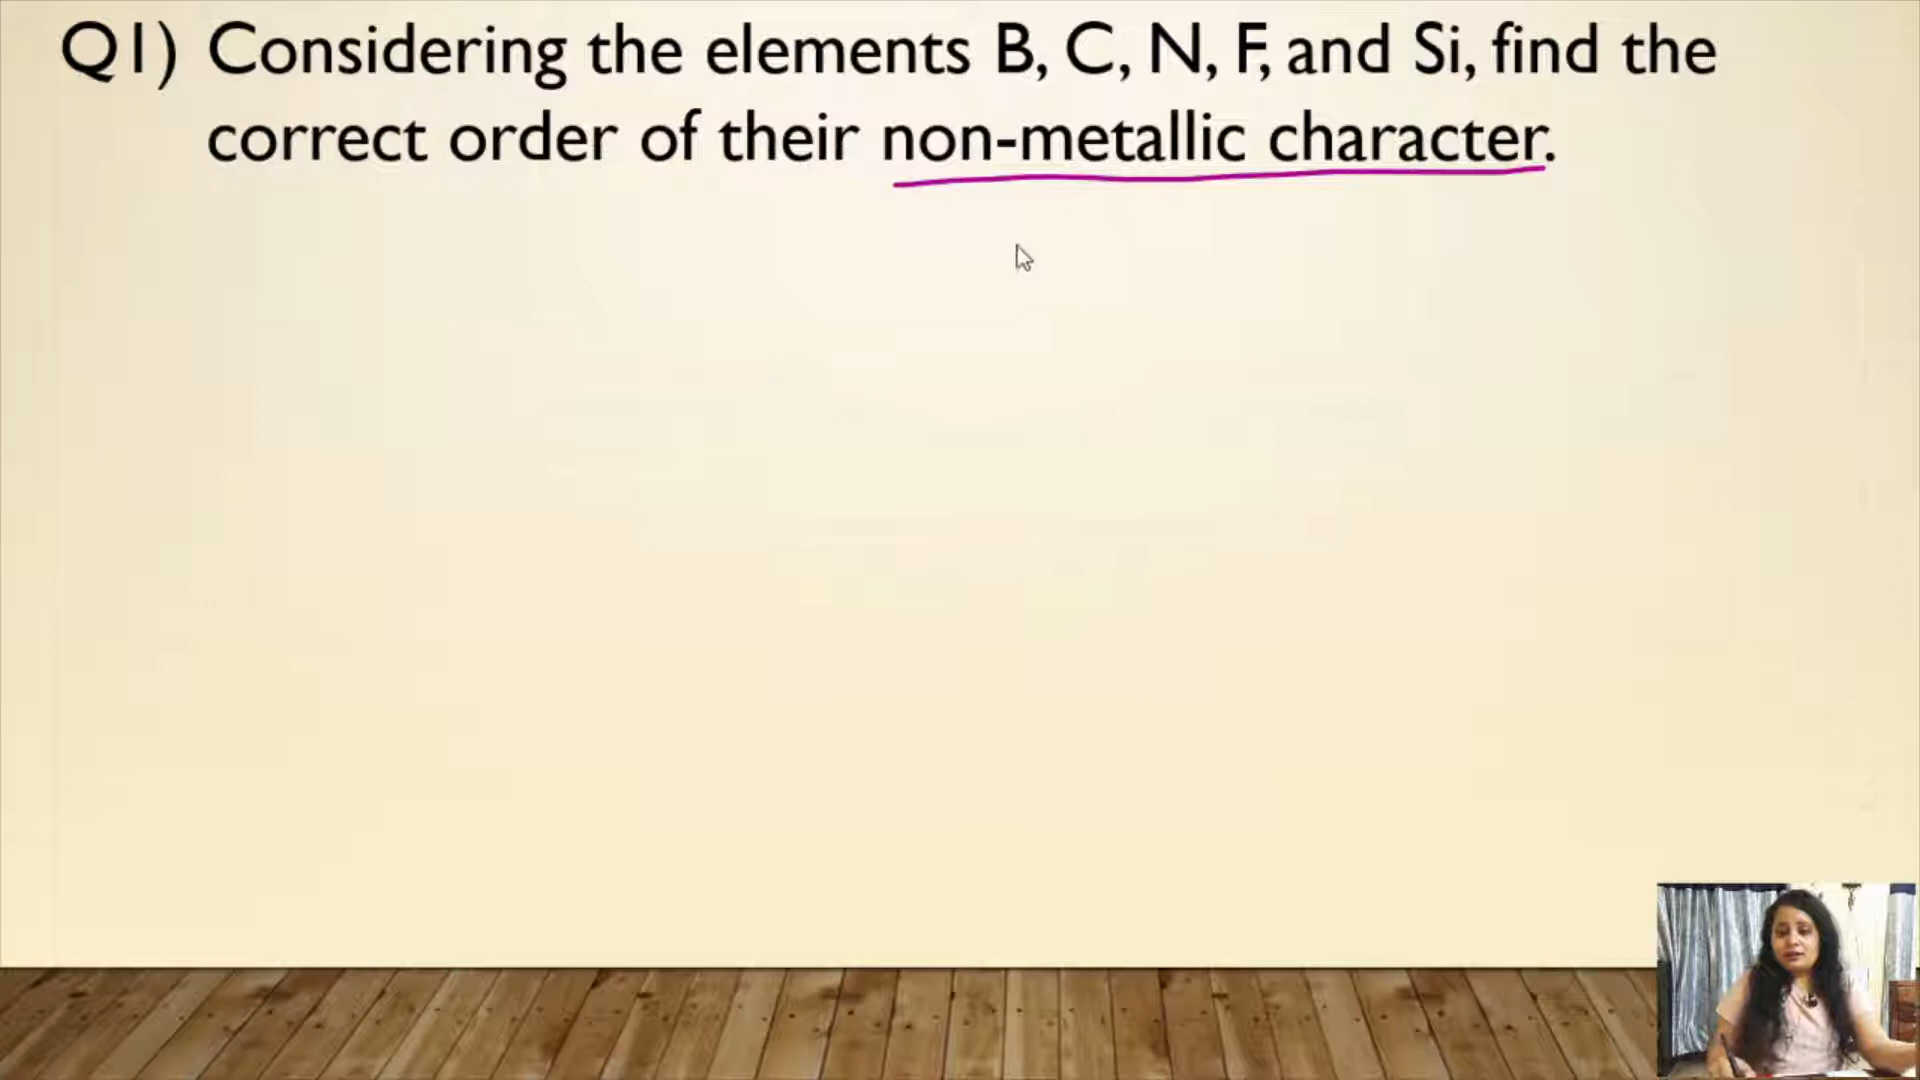 Q1) Considering the elements B, C, N, F, and Si, find the
correct order of their non-metallic character.